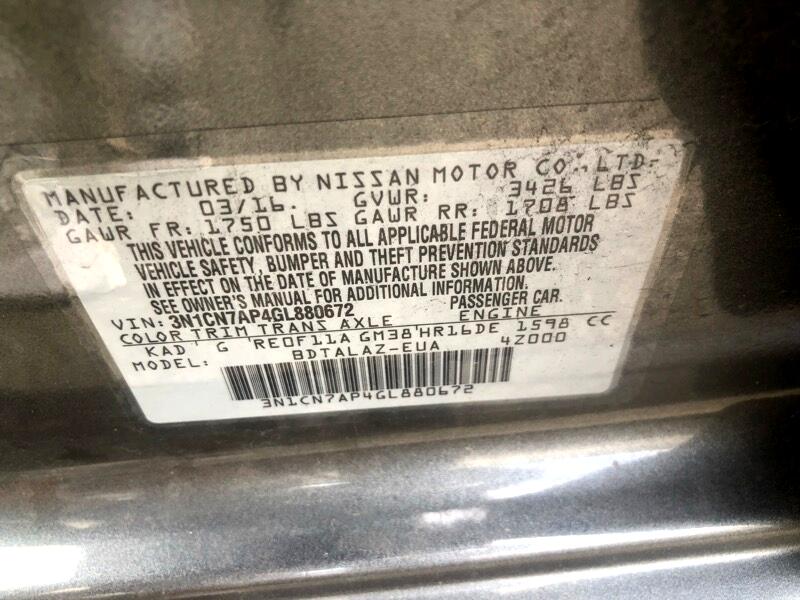 MANUFACTURED BY NISSAN MOTOR CO., LTD.
DATE: 03/16. GVWR: 3426 LBS
GAWR FR: 1750 LBS GAWR RR: 1708 LBS
THIS VEHICLE CONFORMS TO ALL APPLICABLE FEDERAL MOTOR
VEHICLE SAFETY, BUMPER AND THEFT PREVENTION STANDARDS
IN EFFECT ON THE DATE OF MANUFACTURE SHOWN ABOVE.
SEE OWNER'S MANUAL FOR ADDITIONAL INFORMATION.
VIN: 3N1CN7AP4GL880672 PASSENGER CAR.
COLOR TRIM TRANS AXLE ENGINE
KAD G RE0F11A GM38 HR16DE 1598 CC
MODEL: BDTALAZ-EUA 4Z000
3N1CN7AP4GL880672